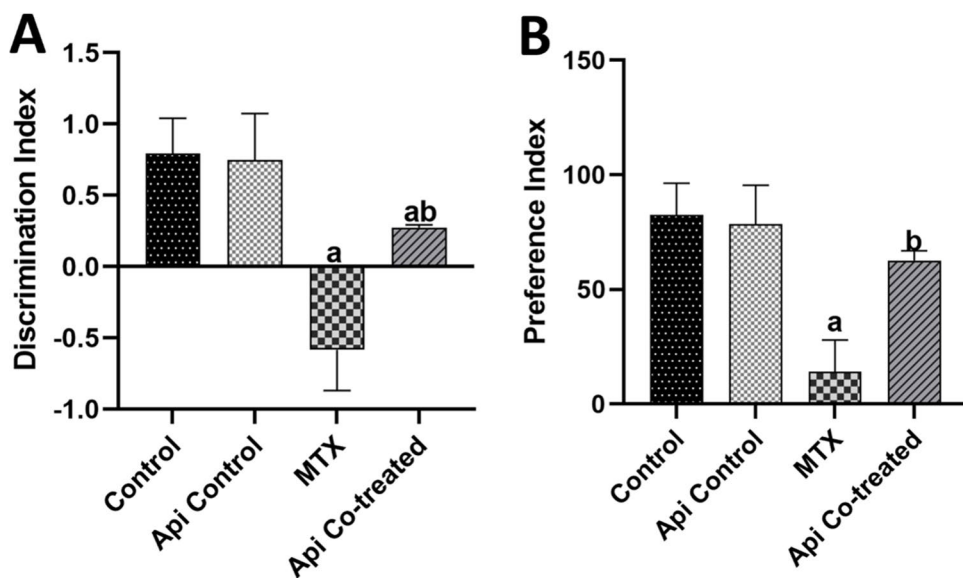 A
Discrimination Index
1.5
1.0
0.5
0.0
-0.5
-1.0
a
ab
Control
Api Control
MTX
Api Co-treated
B
Preference Index
150
100
50
0
a
b
Control
Api Control
MTX
Api Co-treated